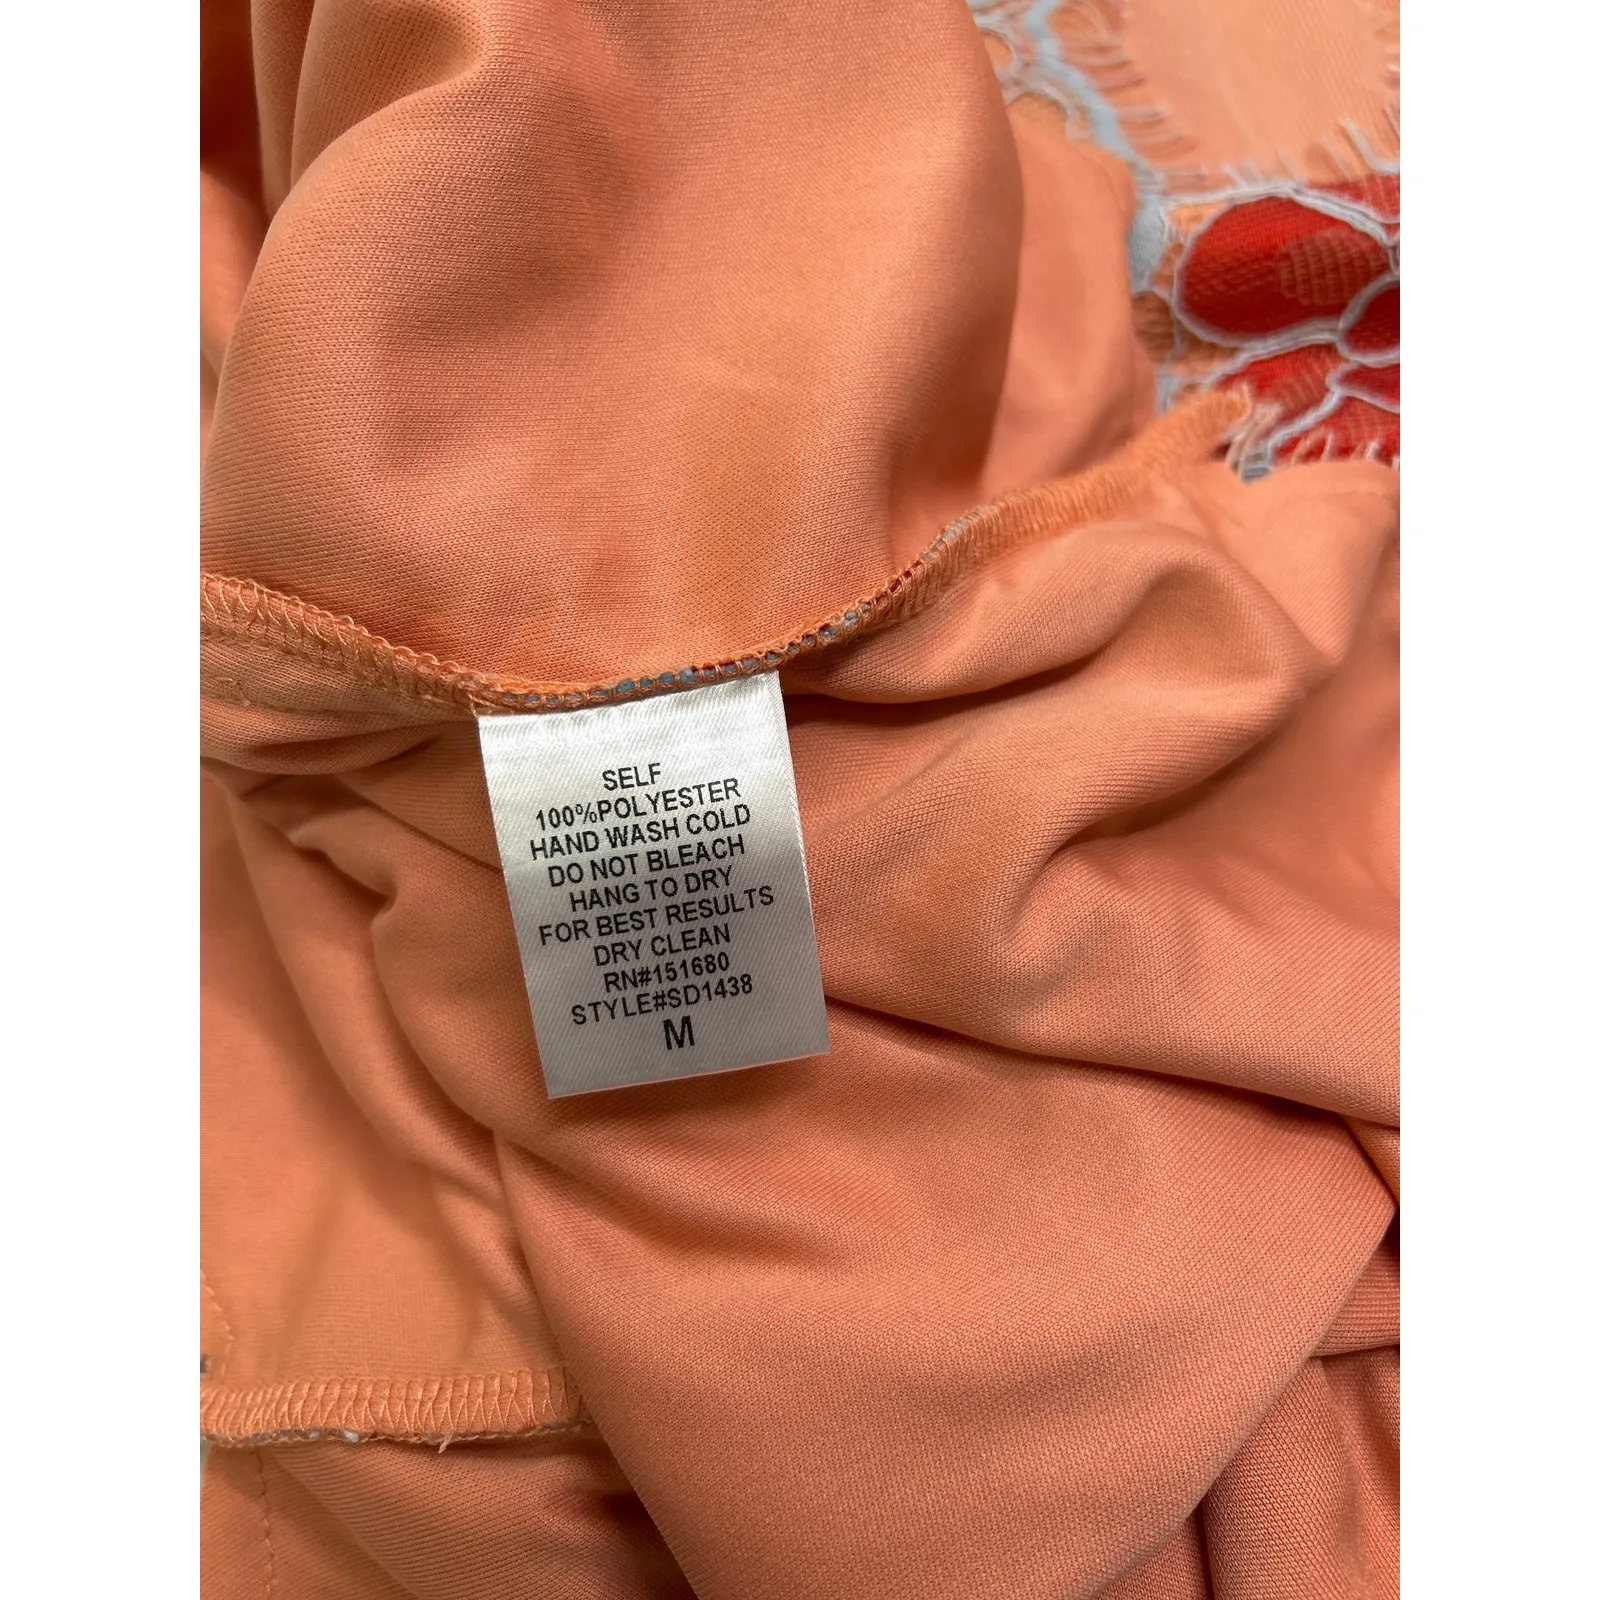 SELF
100%POLYESTER
HAND WASH COLD
DO NOT BLEACH
HANG TO DRY
FOR BEST RESULTS
DRY CLEAN
RN#151680
STYLE#SD1438
M